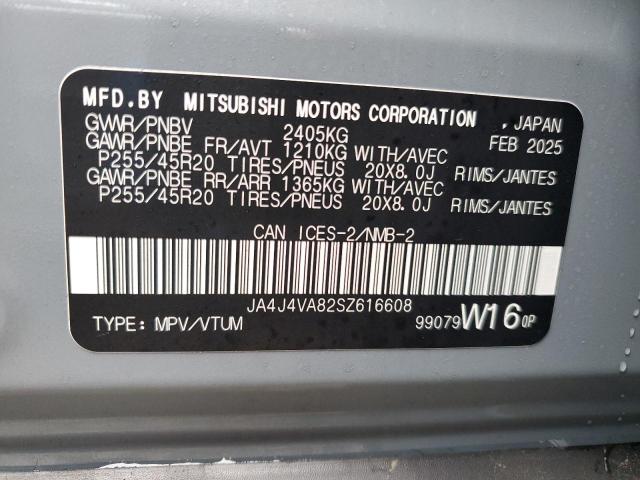 MFD.BY MITSUBISHI MOTORS CORPORATION , JAPAN
GVWR/PNBV 2405KG FEB 2025
GAWR/PNBE FR/AVT 1210KG WITH/AVEC
P255/45R20 TIRES/PNEUS 20X8.0J RIMS/JANTES
GAWR/PNBE RR/ARR 1365KG WITH/AVEC
P255/45R20 TIRES/PNEUS 20X8.0J RIMS/JANTES
CAN ICES-2/NMB-2
JA4J4VA82SZ616608
TYPE: MPV/VTUM 99079 W16 0P